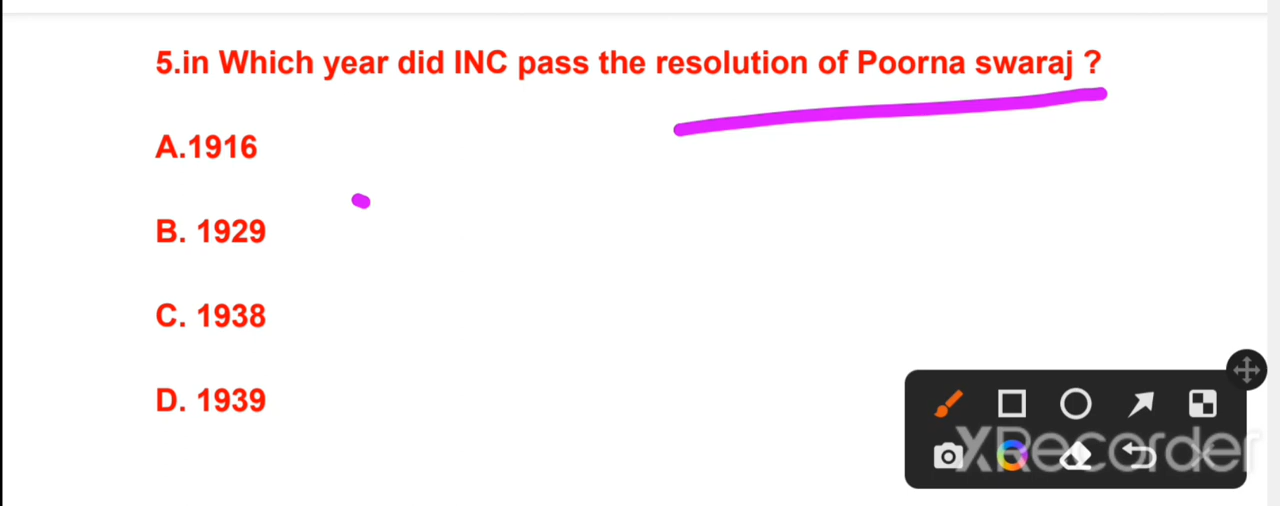 5.in Which year did INC pass the resolution of Poorna swaraj ?
A.1916
B. 1929
C. 1938
D. 1939
XRecorder